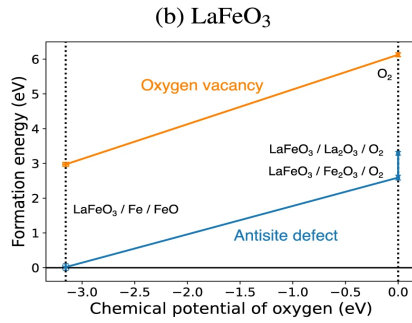 (b) LaFeO₃
Formation energy (eV)
6
5
4
3
2
1
0
Oxygen vacancy
O₂
LaFeO₃ / La₂O₃ / O₂
LaFeO₃ / Fe₂O₃ / O₂
LaFeO₃ / Fe / FeO
Antisite defect
−3.0 −2.5 −2.0 −1.5 −1.0 −0.5 0.0
Chemical potential of oxygen (eV)